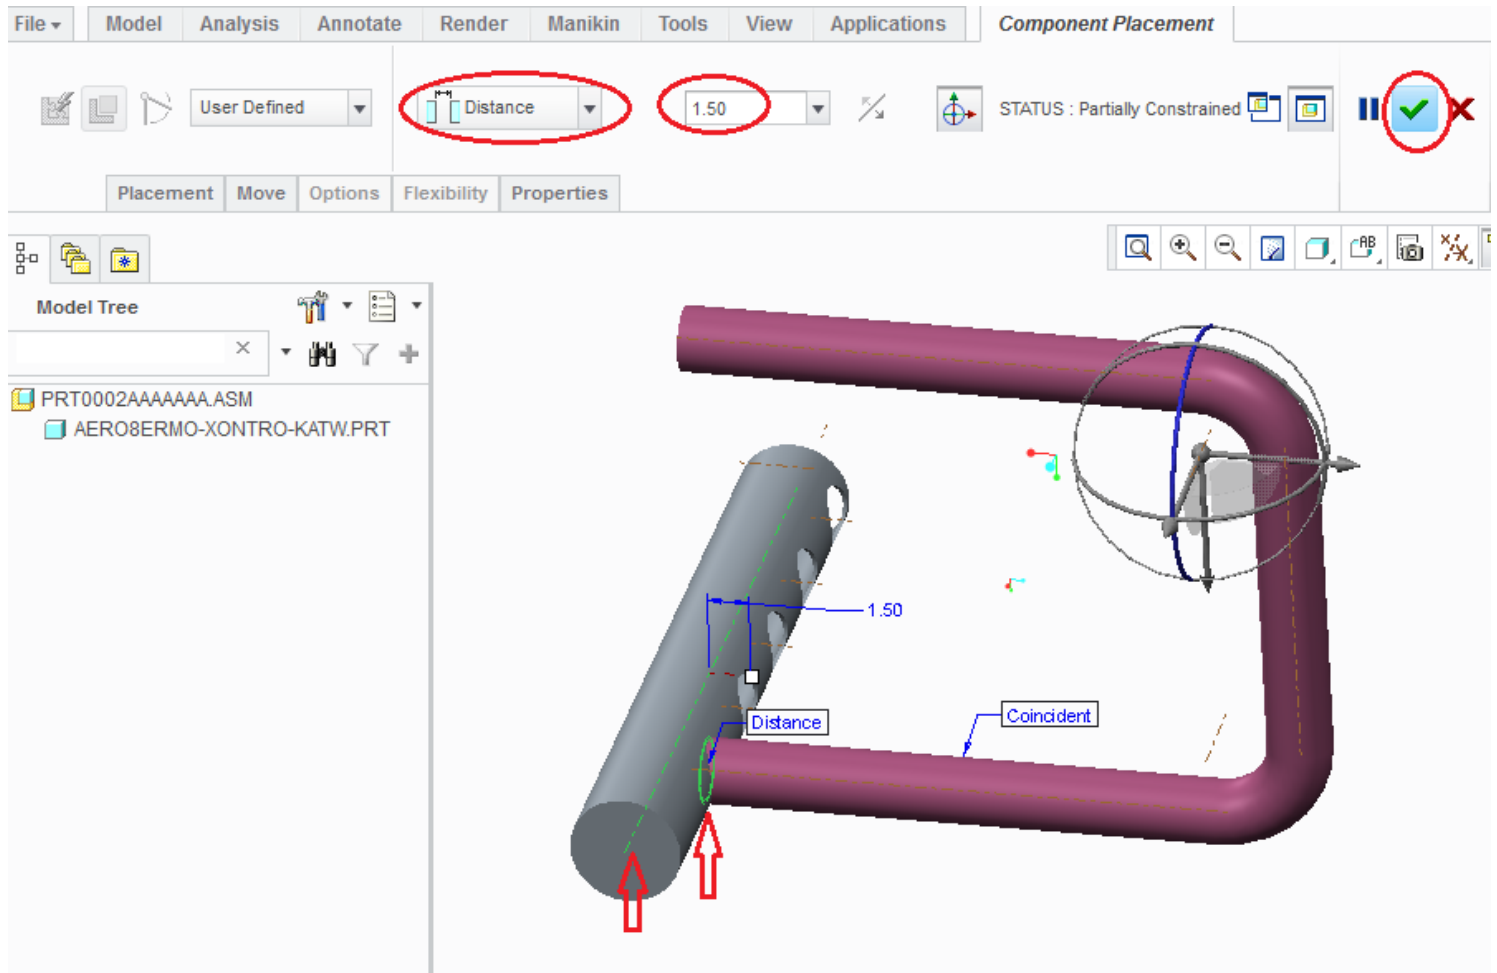 File Model Analysis Annotate Render Manikin Tools View Applications Component Placement
User Defined Distance 1.50 STATUS : Partially Constrained
Placement Move Options Flexibility Properties
AB
Model Tree
PRT0002AAAAAAA.ASM
AERO8ERMO-XONTRO-KATW.PRT
1.50
Coincident
Distance